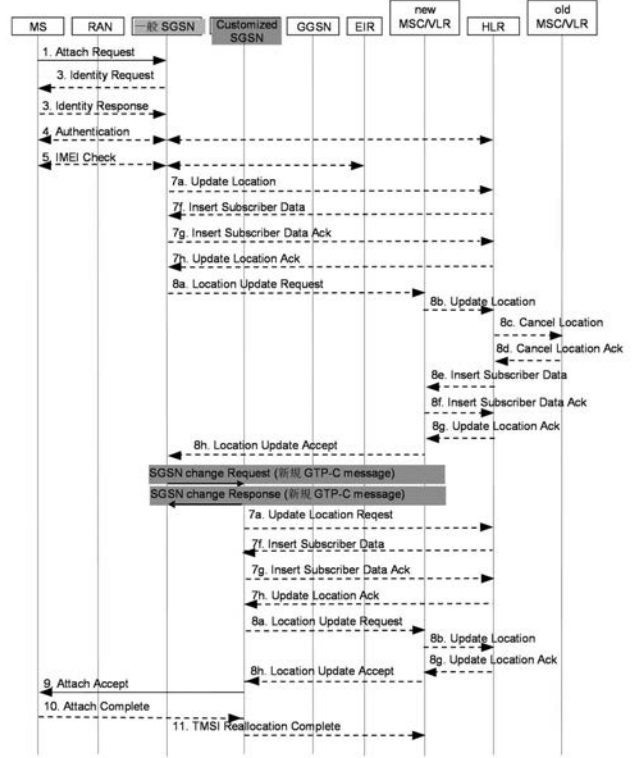 new
MSC/VLR
old
MSC/VLR
MS
RAN
一般 SGSN
Customized
SGSN
GGSN
EIR
HLR
1. Attach Request
3. Identity Request
3. Identity Response
4. Authentication
5. IMEI Check
7a. Update Location
7f. Insert Subscriber Data
7g. Insert Subscriber Data Ack
7h. Update Location Ack
8a. Location Update Request
8b. Update Location
8c. Cancel Location
8d. Cancel Location Ack
8e. Insert Subscriber Data
8f. Insert Subscriber Data Ack
8g. Update Location Ack
8h. Location Update Accept
SGSN change Request (新規 GTP-C message)
SGSN change Response (新規 GTP-C message)
7a. Update Location Reqest
7f. Insert Subscriber Data
7g. Insert Subscriber Data Ack
7h. Update Location Ack
8a. Location Update Request
8b. Update Location
8g. Update Location Ack
8h. Location Update Accept
9. Attach Accept
10. Attach Complete
11. TMSI Reallocation Complete